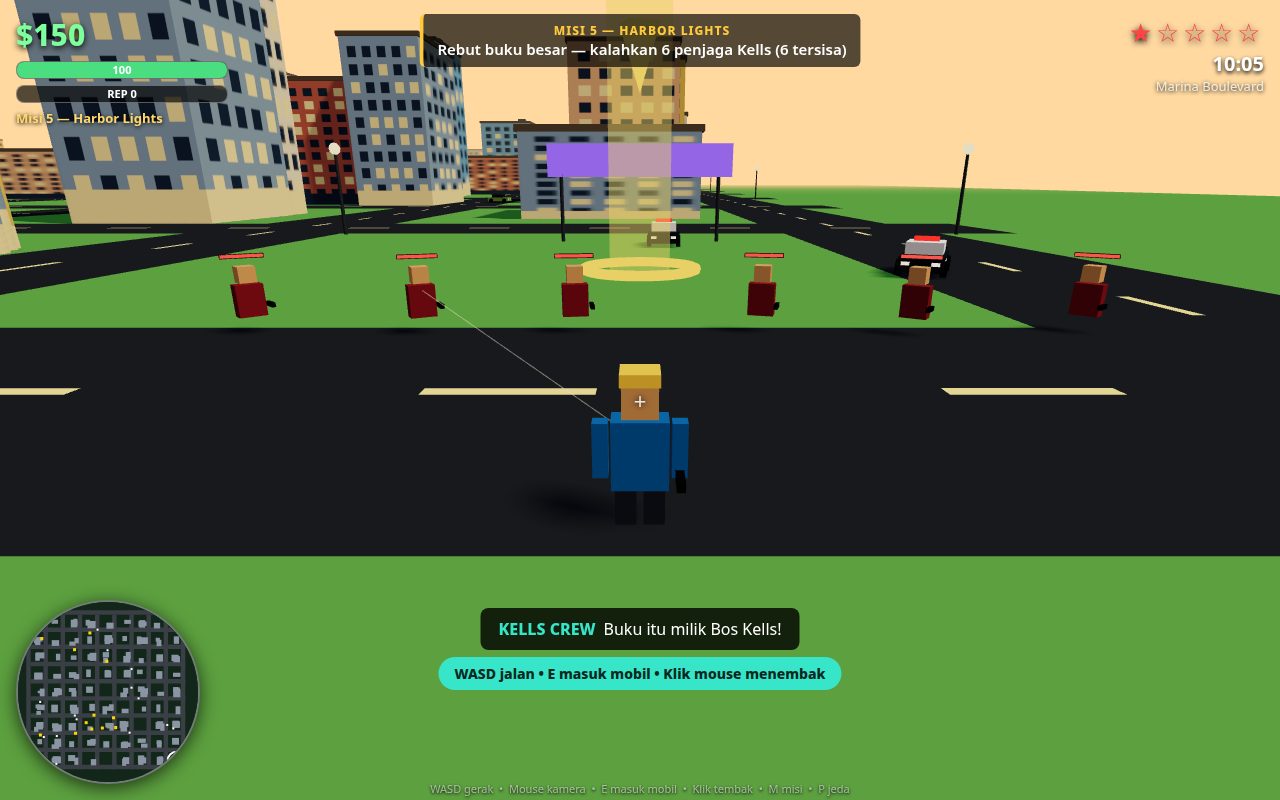 $150
100
REP 0
Misi 5 — Harbor Lights
MISI 5 — HARBOR LIGHTS
Rebut buku besar — kalahkan 6 penjaga Kells (6 tersisa)
10:05
Marina Boulevard
KELLS CREW Buku itu milik Bos Kells!
WASD jalan • E masuk mobil • Klik mouse menembak
WASD gerak • Mouse kamera • E masuk mobil • Klik tembak • M misi • P jeda